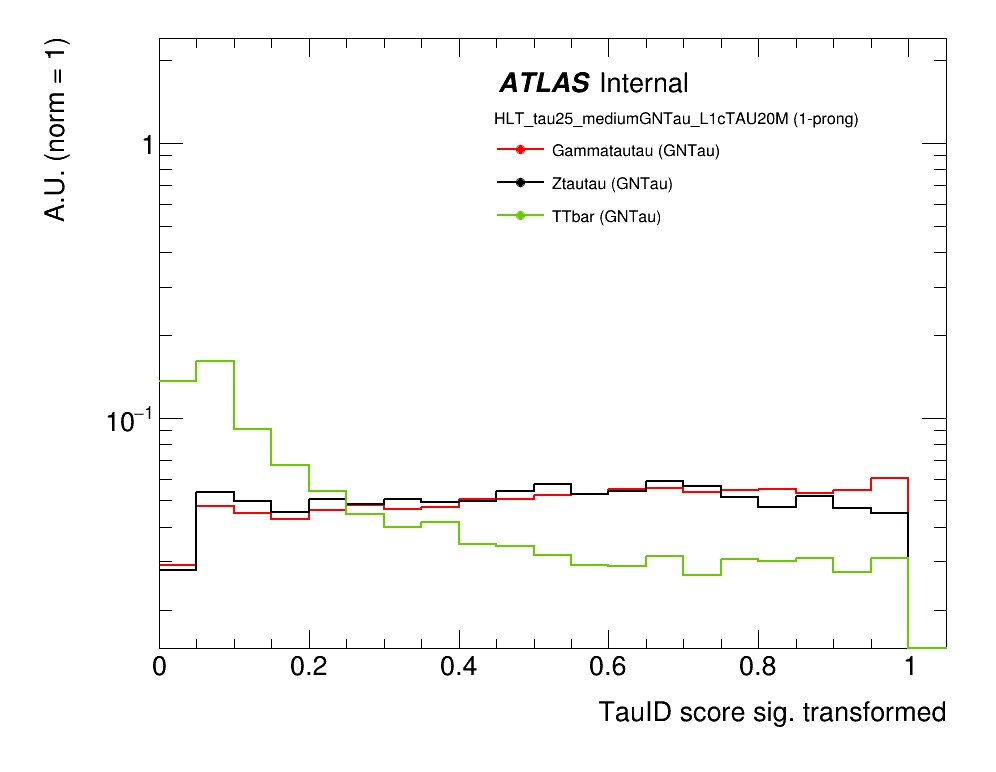 A.U. (norm = 1)
ATLAS Internal
HLT_tau25_mediumGNTau_L1cTAU20M (1-prong)
Gammatautau (GNTau)
Ztautau (GNTau)
TTbar (GNTau)
1
10⁻¹
0 0.2 0.4 0.6 0.8 1
TauID score sig. transformed